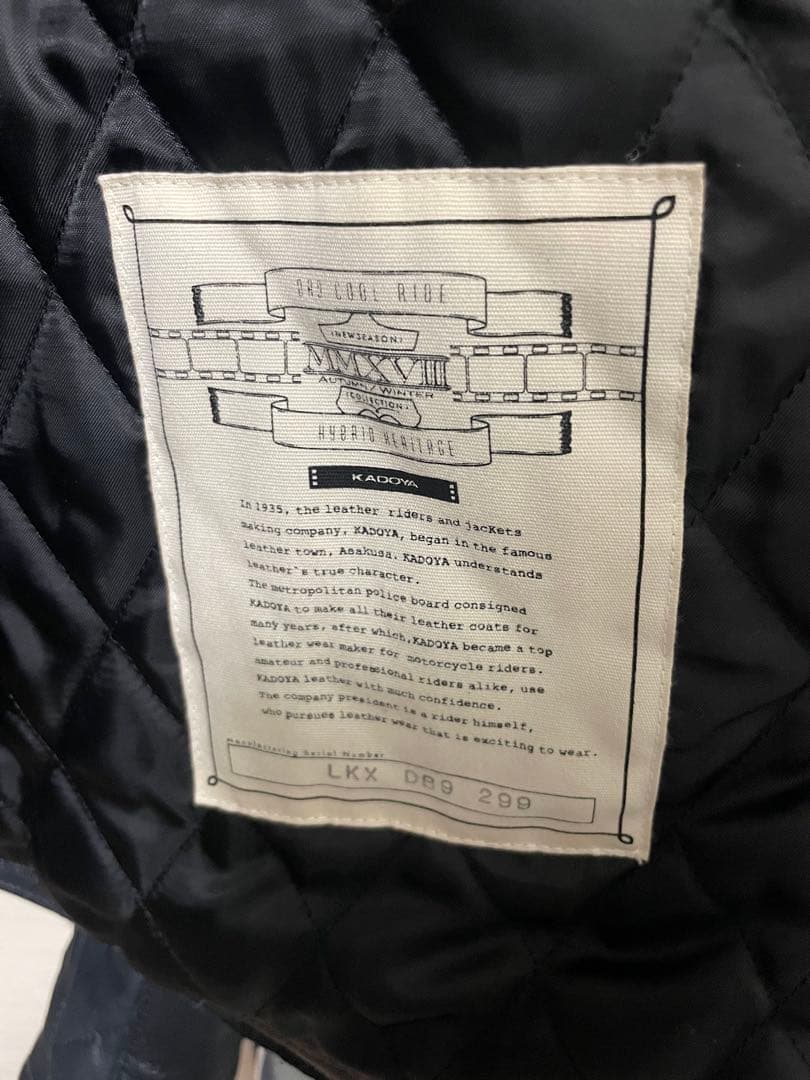 COOL RIDE
(NEWSEASON)
MMXVIII
AUTUMN/WINTER
(COLLECTION)
HYBRID HERITAGE
KADOYA
In 1935, the leather riders and jackets
making company, KADOYA, began in the famous
leather town, Asakusa. KADOYA understands
leather's true character.
The metropolitan police board consigned
KADOYA to make all their leather coats for
many years, after which,KADOYA became a top
leather wear maker for motorcycle riders.
amateur and professional riders alike, use
KADOYA leather with much confidence.
The company president is a rider himself,
who pursues leather wear that is exciting to wear.
Manufacturing Serial Number
LKX DB9 299